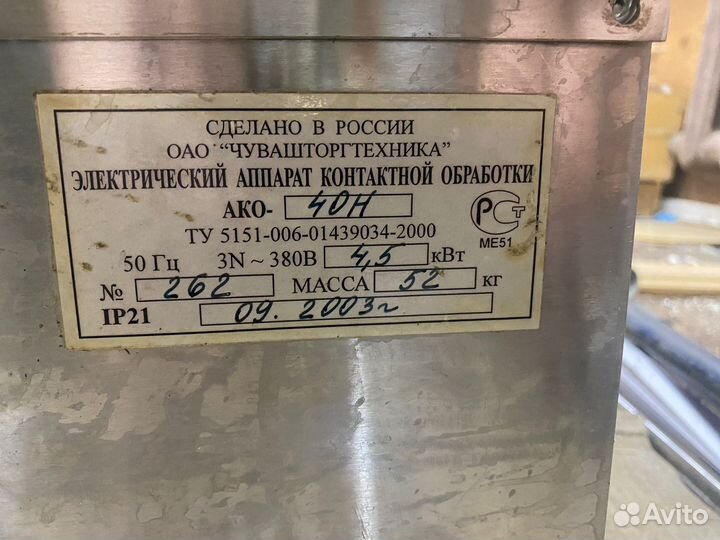 СДЕЛАНО В РОССИИ
ОАО "ЧУВАШТОРГТЕХНИКА"
ЭЛЕКТРИЧЕСКИЙ АППАРАТ КОНТАКТНОЙ ОБРАБОТКИ
АКО- 40Н
РСТ
ТУ 5151-006-01439034-2000
МЕ51
50 Гц 3N ~ 380В 4,5 кВт
№ 262 МАССА 52 кг
IP21 09. 2003г
Avito